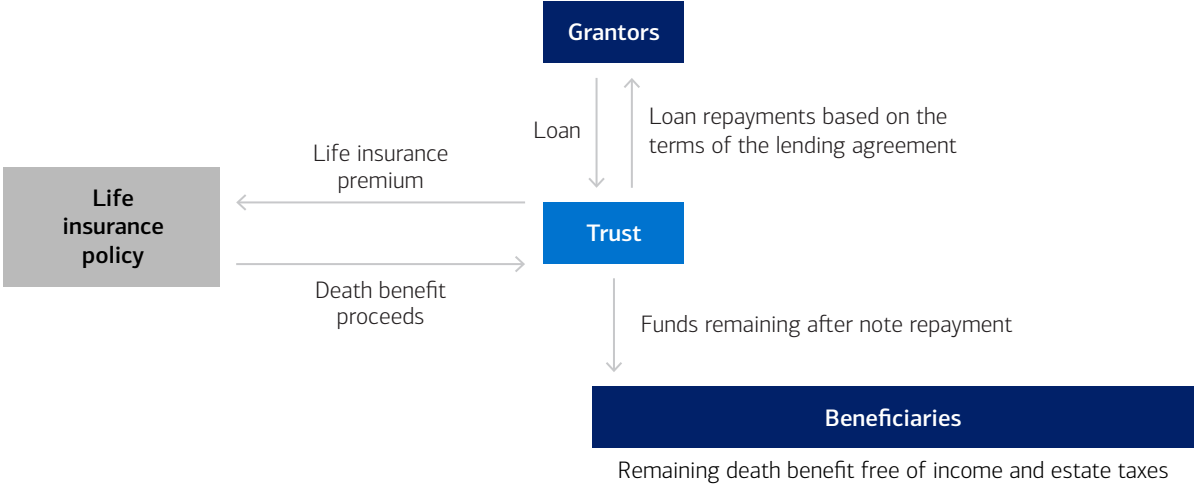 Grantors
Loan
Loan repayments based on the
terms of the lending agreement
Life insurance
premium
Life
insurance
policy
Trust
Death benefit
proceeds
Funds remaining after note repayment
Beneficiaries
Remaining death benefit free of income and estate taxes